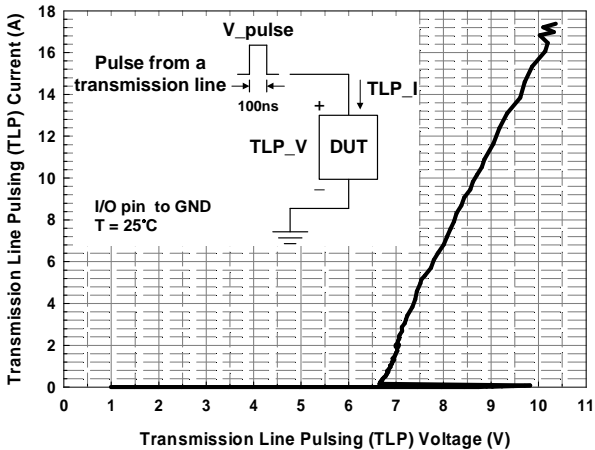 Transmission Line Pulsing (TLP) Current (A)
18
16
14
12
10
8
6
4
2
0
V_pulse
Pulse from a
transmission line
100ns
TLP_I
+
TLP_V
DUT
−
I/O pin to GND
T = 25°C
0 1 2 3 4 5 6 7 8 9 10 11
Transmission Line Pulsing (TLP) Voltage (V)